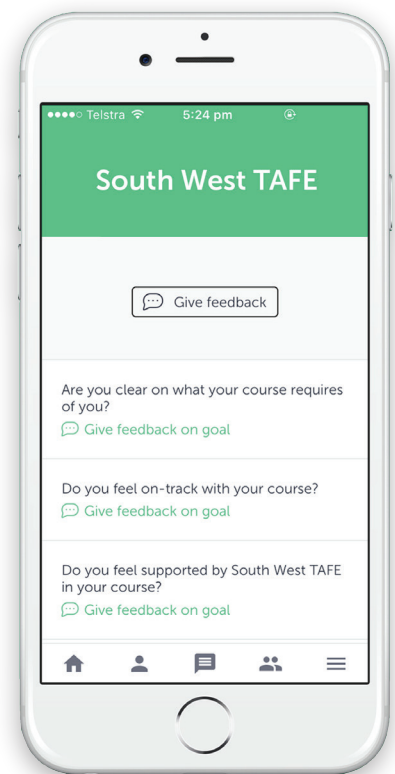 Telstra 5:24 pm
South West TAFE
Give feedback
Are you clear on what your course requires
of you?
Give feedback on goal
Do you feel on-track with your course?
Give feedback on goal
Do you feel supported by South West TAFE
in your course?
Give feedback on goal